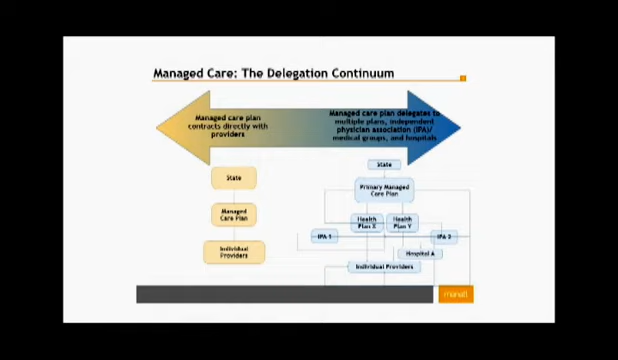 Managed Care: The Delegation Continuum
Managed care plan
contracts directly with
providers
Managed care plan delegates to
multiple plans, independent
physician association (IPA)/
medical groups, and hospitals
State
Managed
Care Plan
Individual
Providers
State
Primary Managed
Care Plan
Health
Plan X
Health
Plan Y
IPA 1
IPA 2
Hospital A
Individual Providers
manatt